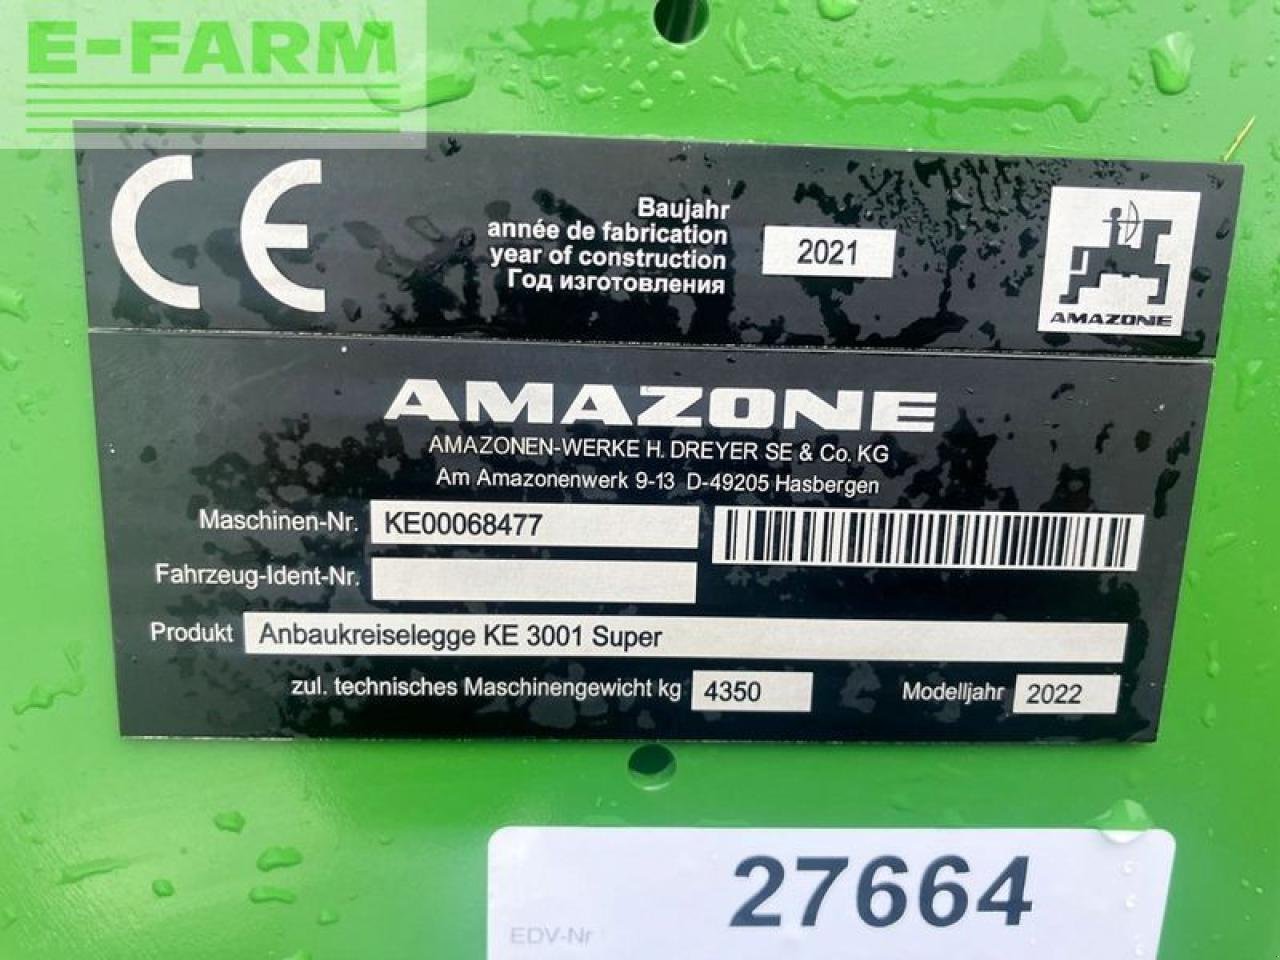 E-FARM
CE
Baujahr
année de fabrication
year of construction
Год изготовления
2021
AMAZONE
AMAZONE
AMAZONEN-WERKE H. DREYER SE & Co. KG
Am Amazonenwerk 9-13 D-49205 Hasbergen
Maschinen-Nr. KE00068477
Fahrzeug-Ident-Nr.
Produkt Anbaukreiselegge KE 3001 Super
zul. technisches Maschinengewicht kg 4350 Modelljahr 2022
27664
EDV-Nr